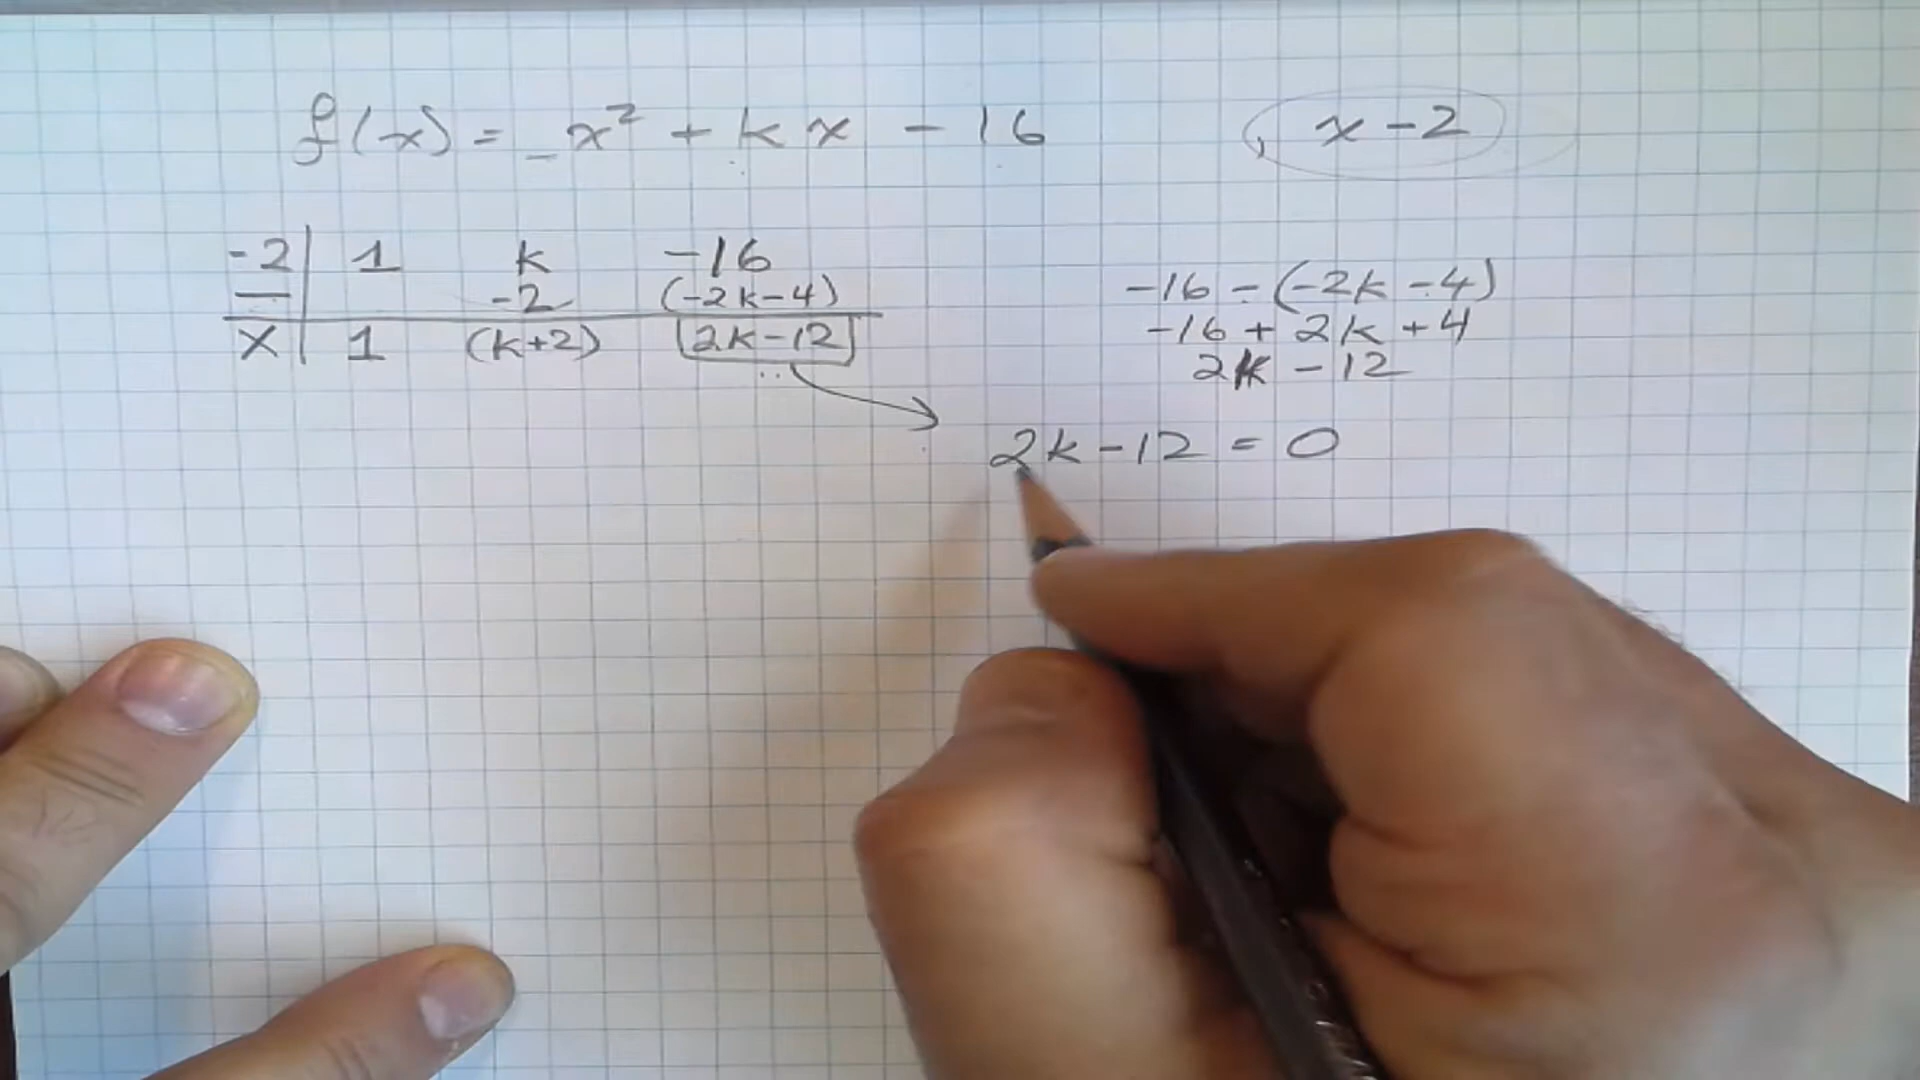 f(x) = x² + kx - 16 , x - 2
-2 | 1 k -16
— -2 (-2k-4)
x | 1 (k+2) 2k-12
-16 - (-2k - 4)
-16 + 2k + 4
2k - 12
2k - 12 = 0